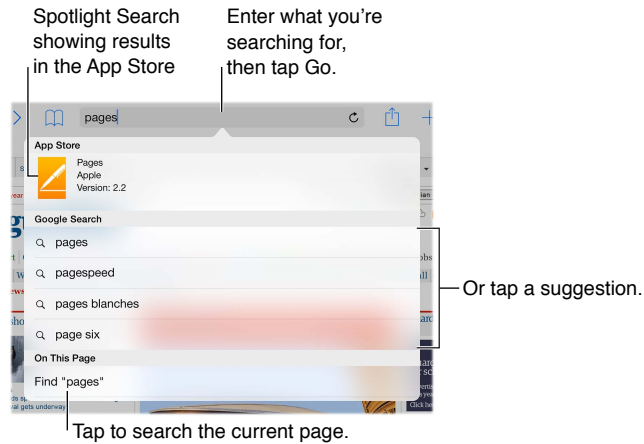 Spotlight Search
showing results
in the App Store
Enter what you're
searching for,
then tap Go.
pages
App Store
Pages
Apple
Version: 2.2
Google Search
pages
pagespeed
pages blanches
page six
Or tap a suggestion.
On This Page
Find "pages"
Tap to search the current page.